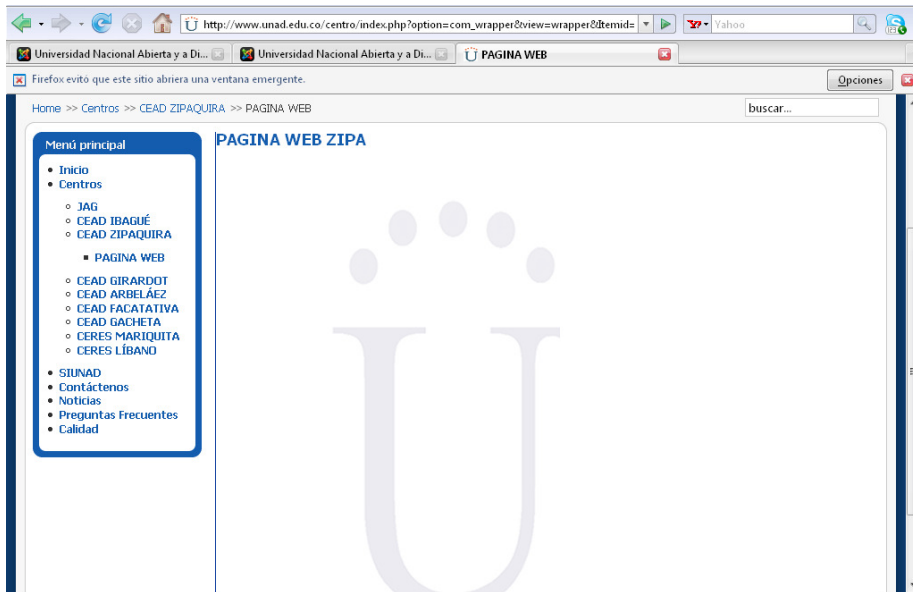 http://www.unad.edu.co/centro/index.php?option=com_wrapper&view=wrapper&Itemid=
Yahoo
Universidad Nacional Abierta y a Di...
Universidad Nacional Abierta y a Di...
PAGINA WEB
Firefox evitó que este sitio abriera una ventana emergente.
Opciones
Home >> Centros >> CEAD ZIPAQUIRA >> PAGINA WEB
buscar...
Menú principal
PAGINA WEB ZIPA
Inicio
Centros
JAG
CEAD IBAGUÉ
CEAD ZIPAQUIRA
PAGINA WEB
CEAD GIRARDOT
CEAD ARBELÁEZ
CEAD FACATATIVA
CEAD GACHETA
CERES MARIQUITA
CERES LÍBANO
SIUNAD
Contáctenos
Noticias
Preguntas Frecuentes
Calidad